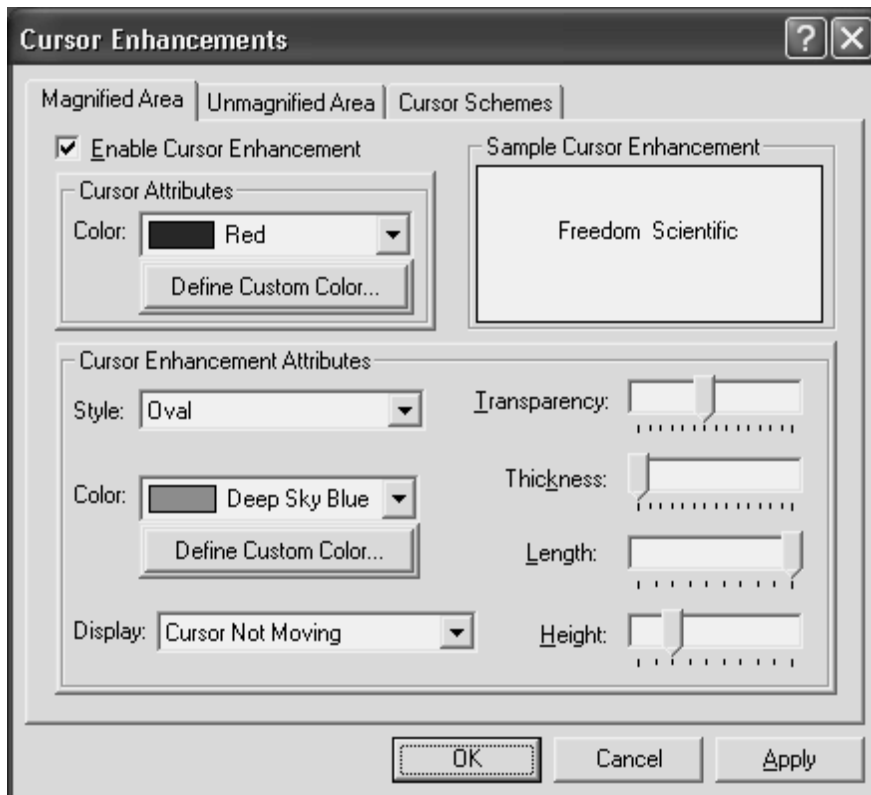 Cursor Enhancements
Magnified Area Unmagnified Area Cursor Schemes
Enable Cursor Enhancement
Sample Cursor Enhancement
Freedom Scientific
Cursor Attributes
Color: Red
Define Custom Color...
Cursor Enhancement Attributes
Style: Oval
Transparency:
Thickness:
Color: Deep Sky Blue
Define Custom Color...
Length:
Display: Cursor Not Moving
Height:
OK Cancel Apply